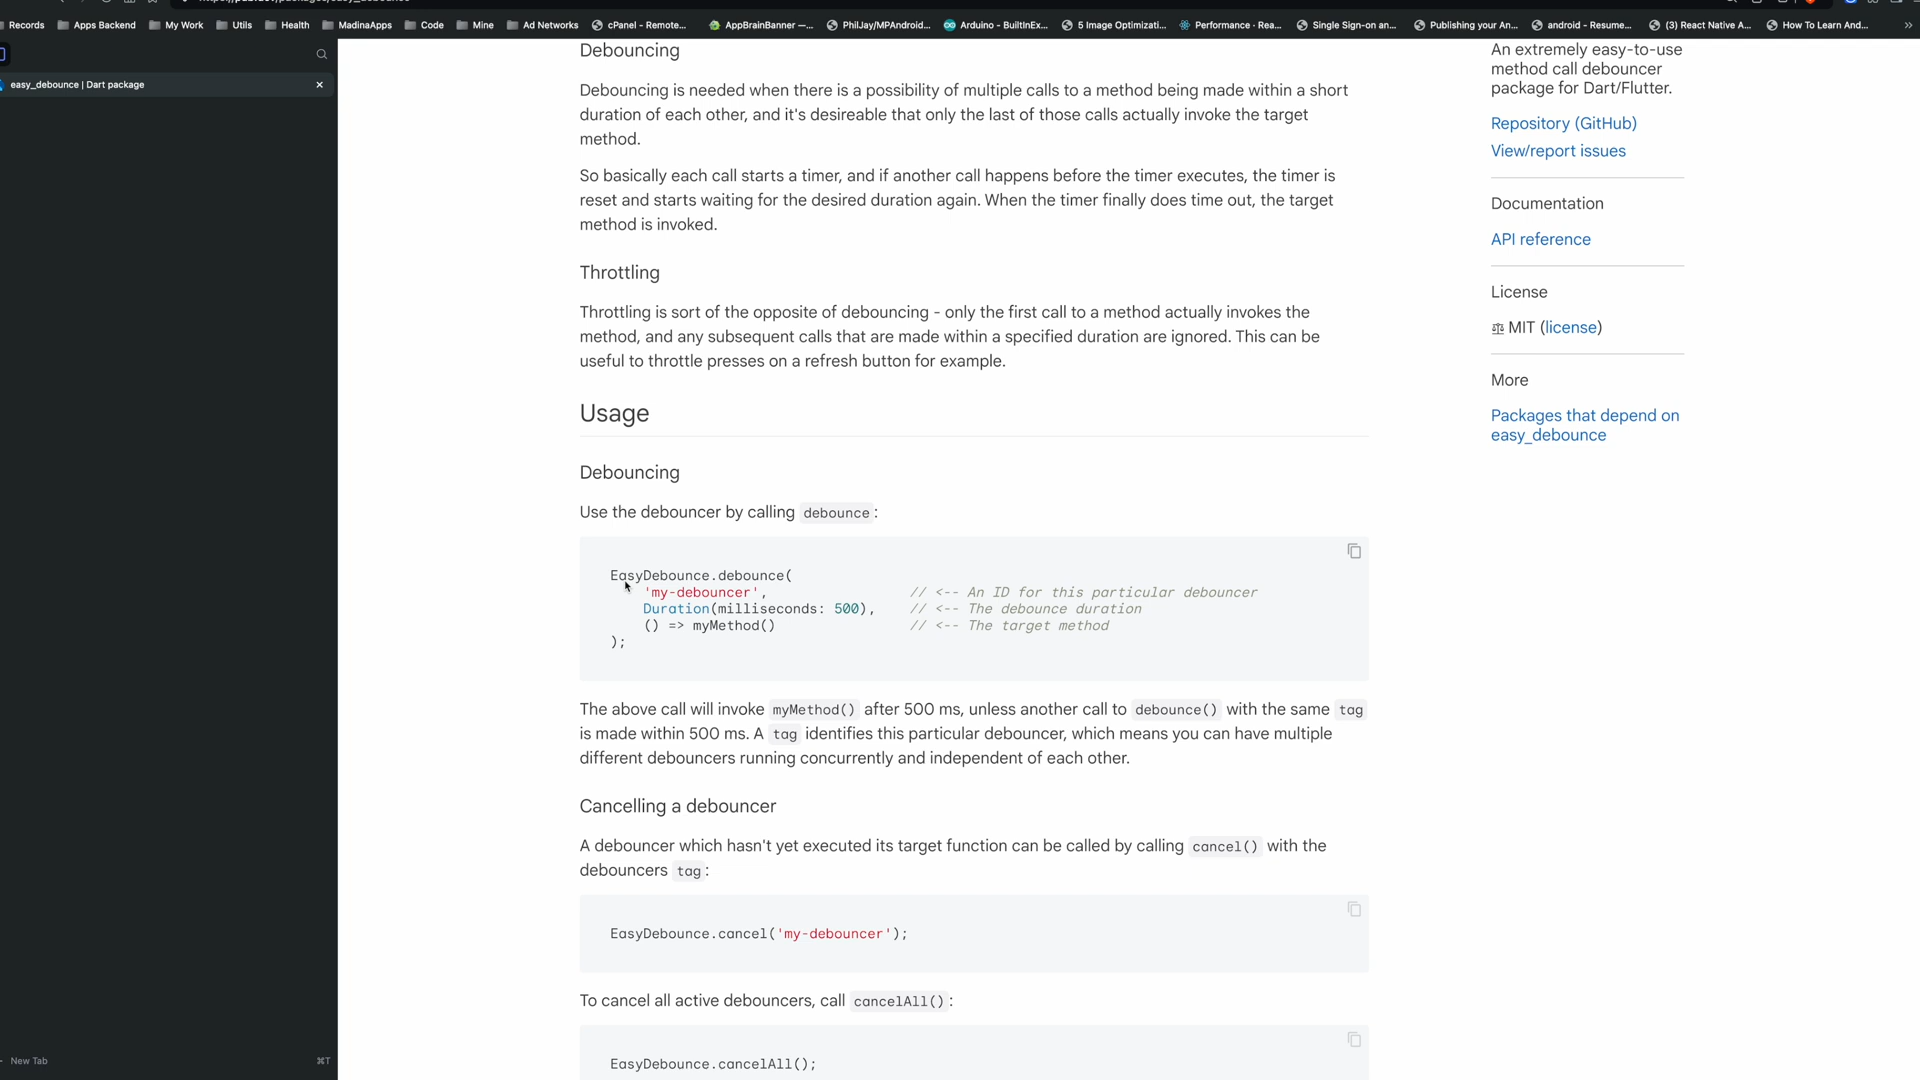 Records
Apps Backend
My Work
Utils
Health
MadinaApps
Code
Mine
Ad Networks
cPanel - Remote...
AppBrainBanner —...
PhilJay/MPAndroid...
Arduino - BuiltInEx...
5 Image Optimizati...
Performance - Rea...
Single Sign-on an...
Publishing your An...
android - Resume...
(3) React Native A...
How To Learn And...
»
easy_debounce | Dart package
Debouncing
Debouncing is needed when there is a possibility of multiple calls to a method being made within a short
duration of each other, and it's desireable that only the last of those calls actually invoke the target
method.
So basically each call starts a timer, and if another call happens before the timer executes, the timer is
reset and starts waiting for the desired duration again. When the timer finally does time out, the target
method is invoked.
Throttling
Throttling is sort of the opposite of debouncing - only the first call to a method actually invokes the
method, and any subsequent calls that are made within a specified duration are ignored. This can be
useful to throttle presses on a refresh button for example.
Usage
Debouncing
Use the debouncer by calling debounce:
EasyDebounce.debounce(
'my-debouncer', // <-- An ID for this particular debouncer
Duration(milliseconds: 500), // <-- The debounce duration
() => myMethod() // <-- The target method
);
The above call will invoke myMethod() after 500 ms, unless another call to debounce() with the same tag
is made within 500 ms. A tag identifies this particular debouncer, which means you can have multiple
different debouncers running concurrently and independent of each other.
Cancelling a debouncer
A debouncer which hasn't yet executed its target function can be called by calling cancel() with the
debouncers tag:
EasyDebounce.cancel('my-debouncer');
To cancel all active debouncers, call cancelAll():
EasyDebounce.cancelAll();
An extremely easy-to-use
method call debouncer
package for Dart/Flutter.
Repository (GitHub)
View/report issues
Documentation
API reference
License
MIT (license)
More
Packages that depend on
easy_debounce
New Tab
⌘T